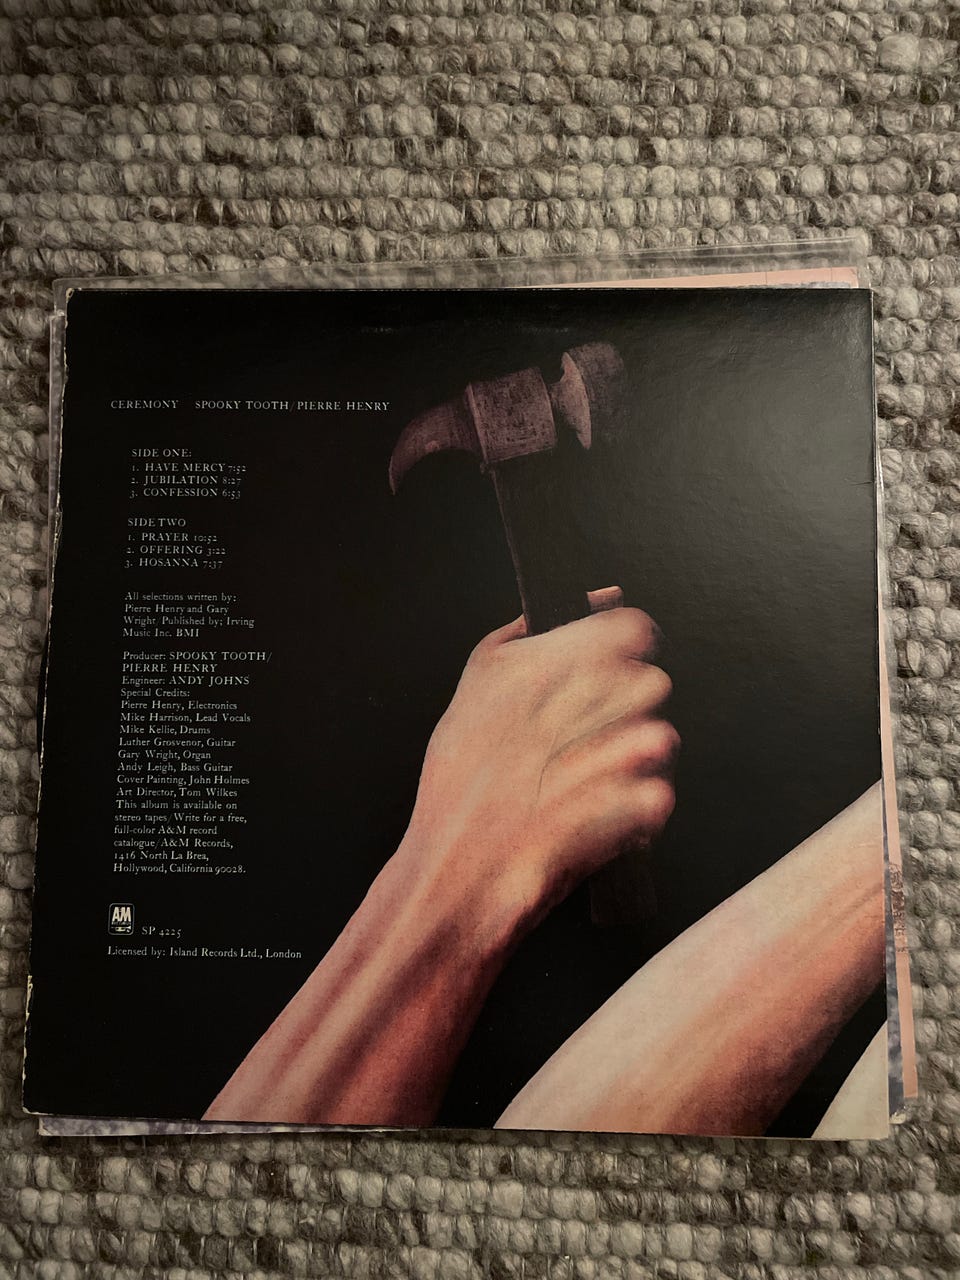 CEREMONY SPOOKY TOOTH/PIERRE HENRY
SIDE ONE:
1. HAVE MERCY 7:52
2. JUBILATION 8:27
3. CONFESSION 6:53
SIDE TWO
1. PRAYER 10:52
2. OFFERING 3:22
3. HOSANNA 7:37
All selections written by:
Pierre Henry and Gary
Wright/Published by; Irving
Music Inc. BMI
Producer: SPOOKY TOOTH/
PIERRE HENRY
Engineer: ANDY JOHNS
Special Credits:
Pierre Henry, Electronics
Mike Harrison, Lead Vocals
Mike Kellie, Drums
Luther Grosvenor, Guitar
Gary Wright, Organ
Andy Leigh, Bass Guitar
Cover Painting, John Holmes
Art Director, Tom Wilkes
This album is available on
stereo tapes/Write for a free,
full-color A&M record
catalogue/A&M Records,
1416 North La Brea,
Hollywood, California 90028.
AM
SP 4225
Licensed by: Island Records Ltd., London